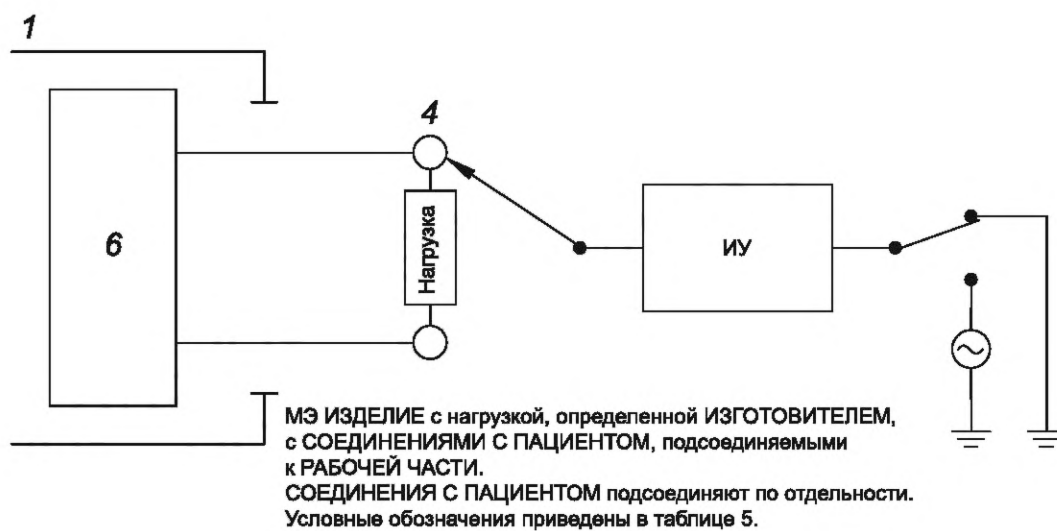 1
4
6
Нагрузка
ИУ
МЭ ИЗДЕЛИЕ с нагрузкой, определенной ИЗГОТОВИТЕЛЕМ,
с СОЕДИНЕНИЯМИ С ПАЦИЕНТОМ, подсоединяемыми
к РАБОЧЕЙ ЧАСТИ.
СОЕДИНЕНИЯ С ПАЦИЕНТОМ подсоединяют по отдельности.
Условные обозначения приведены в таблице 5.